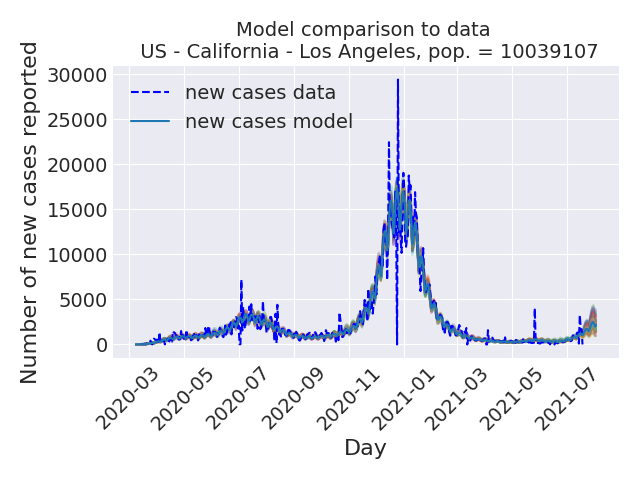 Model comparison to data
US - California - Los Angeles, pop. = 10039107
Number of new cases reported
30000
25000
20000
15000
10000
5000
0
new cases data
new cases model
2020-03
2020-05
2020-07
2020-09
2020-11
2021-01
2021-03
2021-05
2021-07
Day